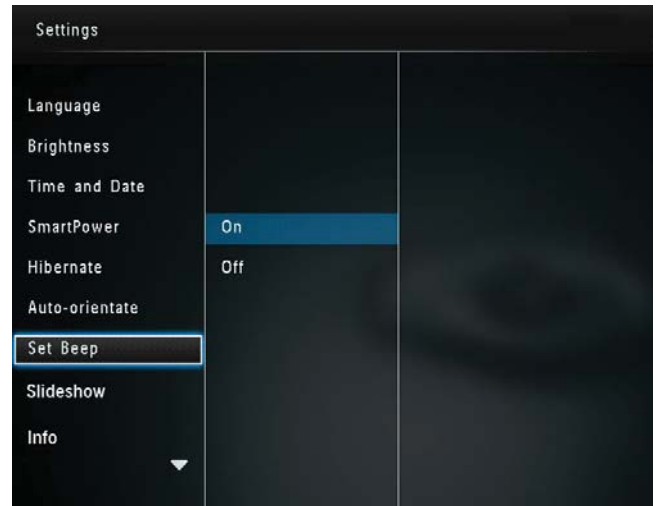 Settings
Language
Brightness
Time and Date
SmartPower
On
Hibernate
Off
Auto-orientate
Set Beep
Slideshow
Info